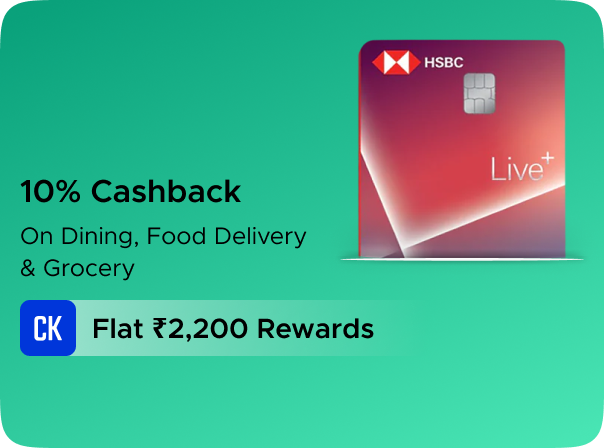 HSBC
Live+
10% Cashback
On Dining, Food Delivery
& Grocery
CK
Flat ₹2,200 Rewards